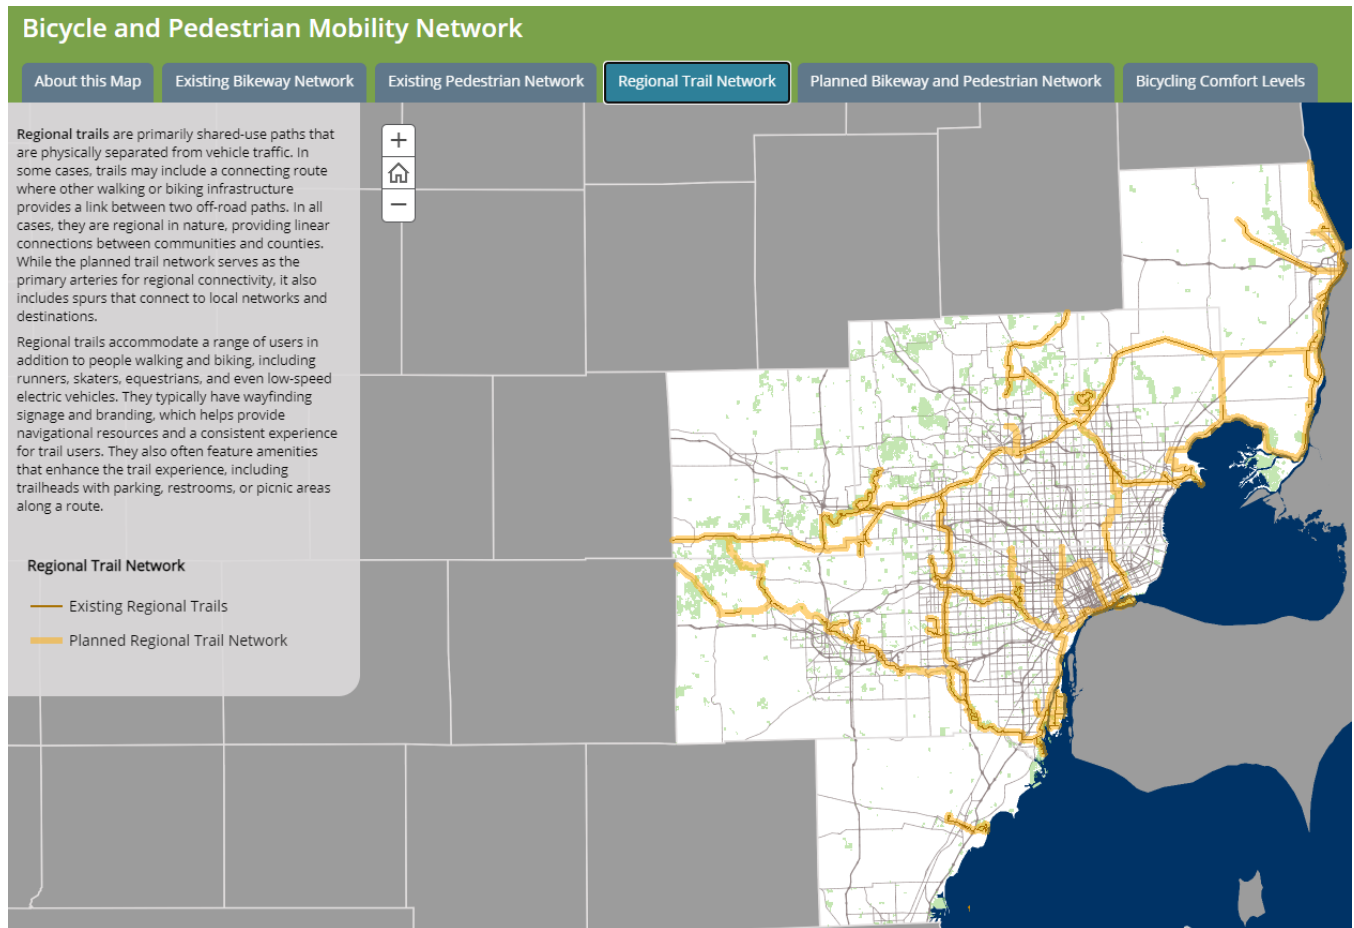 Bicycle and Pedestrian Mobility Network
About this Map
Existing Bikeway Network
Existing Pedestrian Network
Regional Trail Network
Planned Bikeway and Pedestrian Network
Bicycling Comfort Levels
Regional trails are primarily shared-use paths that
are physically separated from vehicle traffic. In
some cases, trails may include a connecting route
where other walking or biking infrastructure
provides a link between two off-road paths. In all
cases, they are regional in nature, providing linear
connections between communities and counties.
While the planned trail network serves as the
primary arteries for regional connectivity, it also
includes spurs that connect to local networks and
destinations.
Regional trails accommodate a range of users in
addition to people walking and biking, including
runners, skaters, equestrians, and even low-speed
electric vehicles. They typically have wayfinding
signage and branding, which helps provide
navigational resources and a consistent experience
for trail users. They also often feature amenities
that enhance the trail experience, including
trailheads with parking, restrooms, or picnic areas
along a route.
Regional Trail Network
Existing Regional Trails
Planned Regional Trail Network